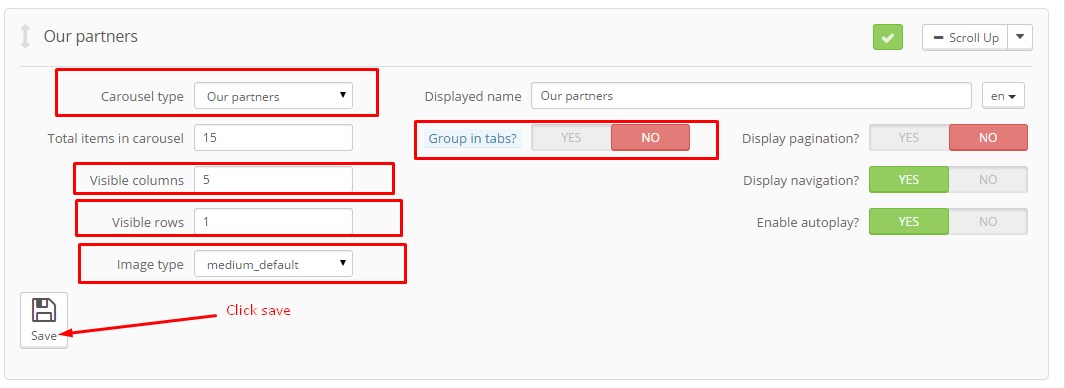 Our partners
Scroll Up
Carousel type Our partners Displayed name Our partners en
Total items in carousel 15 Group in tabs? YES NO Display pagination? YES NO
Visible columns 5 Display navigation? YES NO
Visible rows 1 Enable autoplay? YES NO
Image type medium_default
Click save
Save